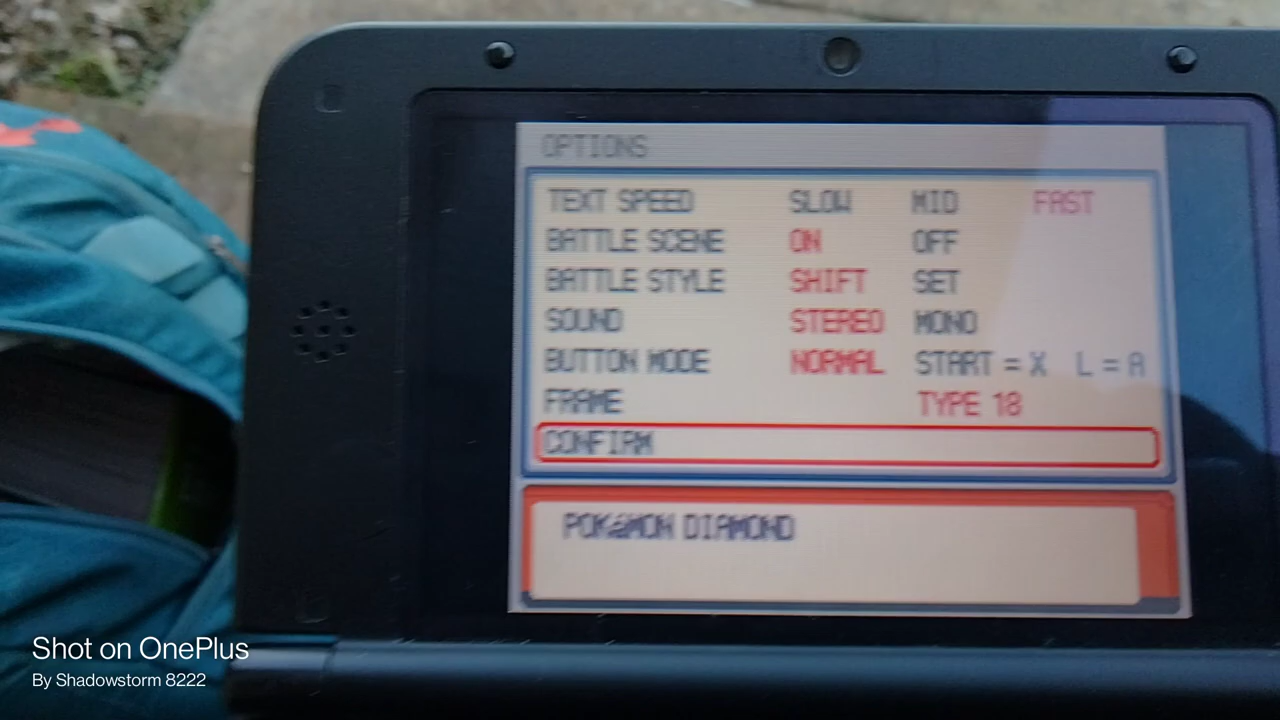 OPTIONS
TEXT SPEED SLOW MID FAST
BATTLE SCENE ON OFF
BATTLE STYLE SHIFT SET
SOUND STEREO MONO
BUTTON MODE NORMAL START = X L = A
FRAME TYPE 18
CONFIRM
POKéMON DIAMOND
Shot on OnePlus
By Shadowstorm 8222